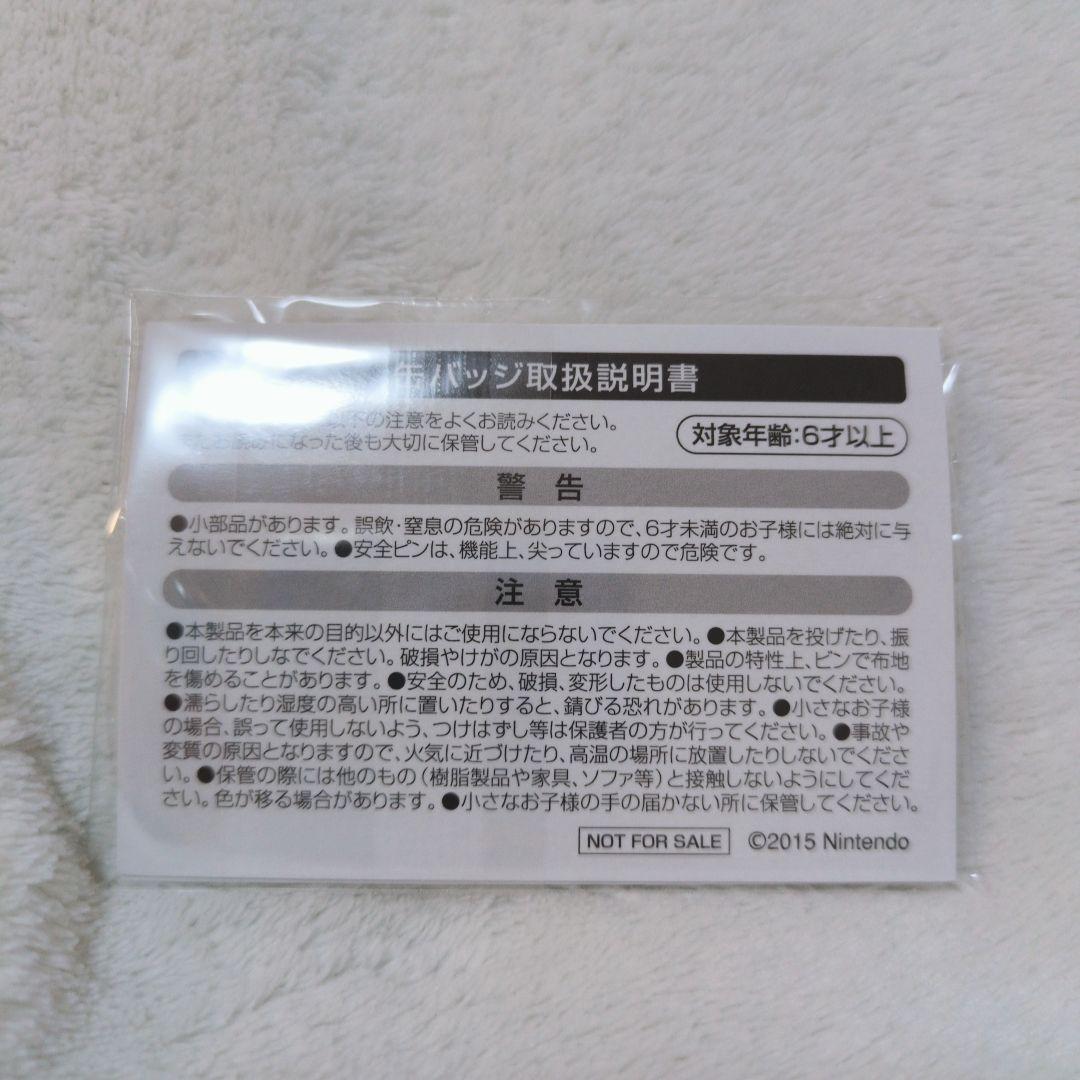 缶バッジ取扱説明書
以下の注意をよくお読みください。
またお読みになった後も大切に保管してください。
対象年齢:6才以上
警 告
●小部品があります。誤飲・窒息の危険がありますので、6才未満のお子様には絶対に与
えないでください。●安全ピンは、機能上、尖っていますので危険です。
注 意
●本製品を本来の目的以外にはご使用にならないでください。●本製品を投げたり、振
り回したりしなでください。破損やけがの原因となります。●製品の特性上、ピンで布地
を傷めることがあります。●安全のため、破損、変形したものは使用しないでください。
●濡らしたり湿度の高い所に置いたりすると、錆びる恐れがあります。●小さなお子様
の場合、誤って使用しないよう、つけはずし等は保護者の方が行ってください。●事故や
変質の原因となりますので、火気に近づけたり、高温の場所に放置したりしないでくださ
い。●保管の際には他のもの(樹脂製品や家具、ソファ等)と接触しないようにしてくだ
さい。色が移る場合があります。●小さなお子様の手の届かない所に保管してください。
NOT FOR SALE ©2015 Nintendo